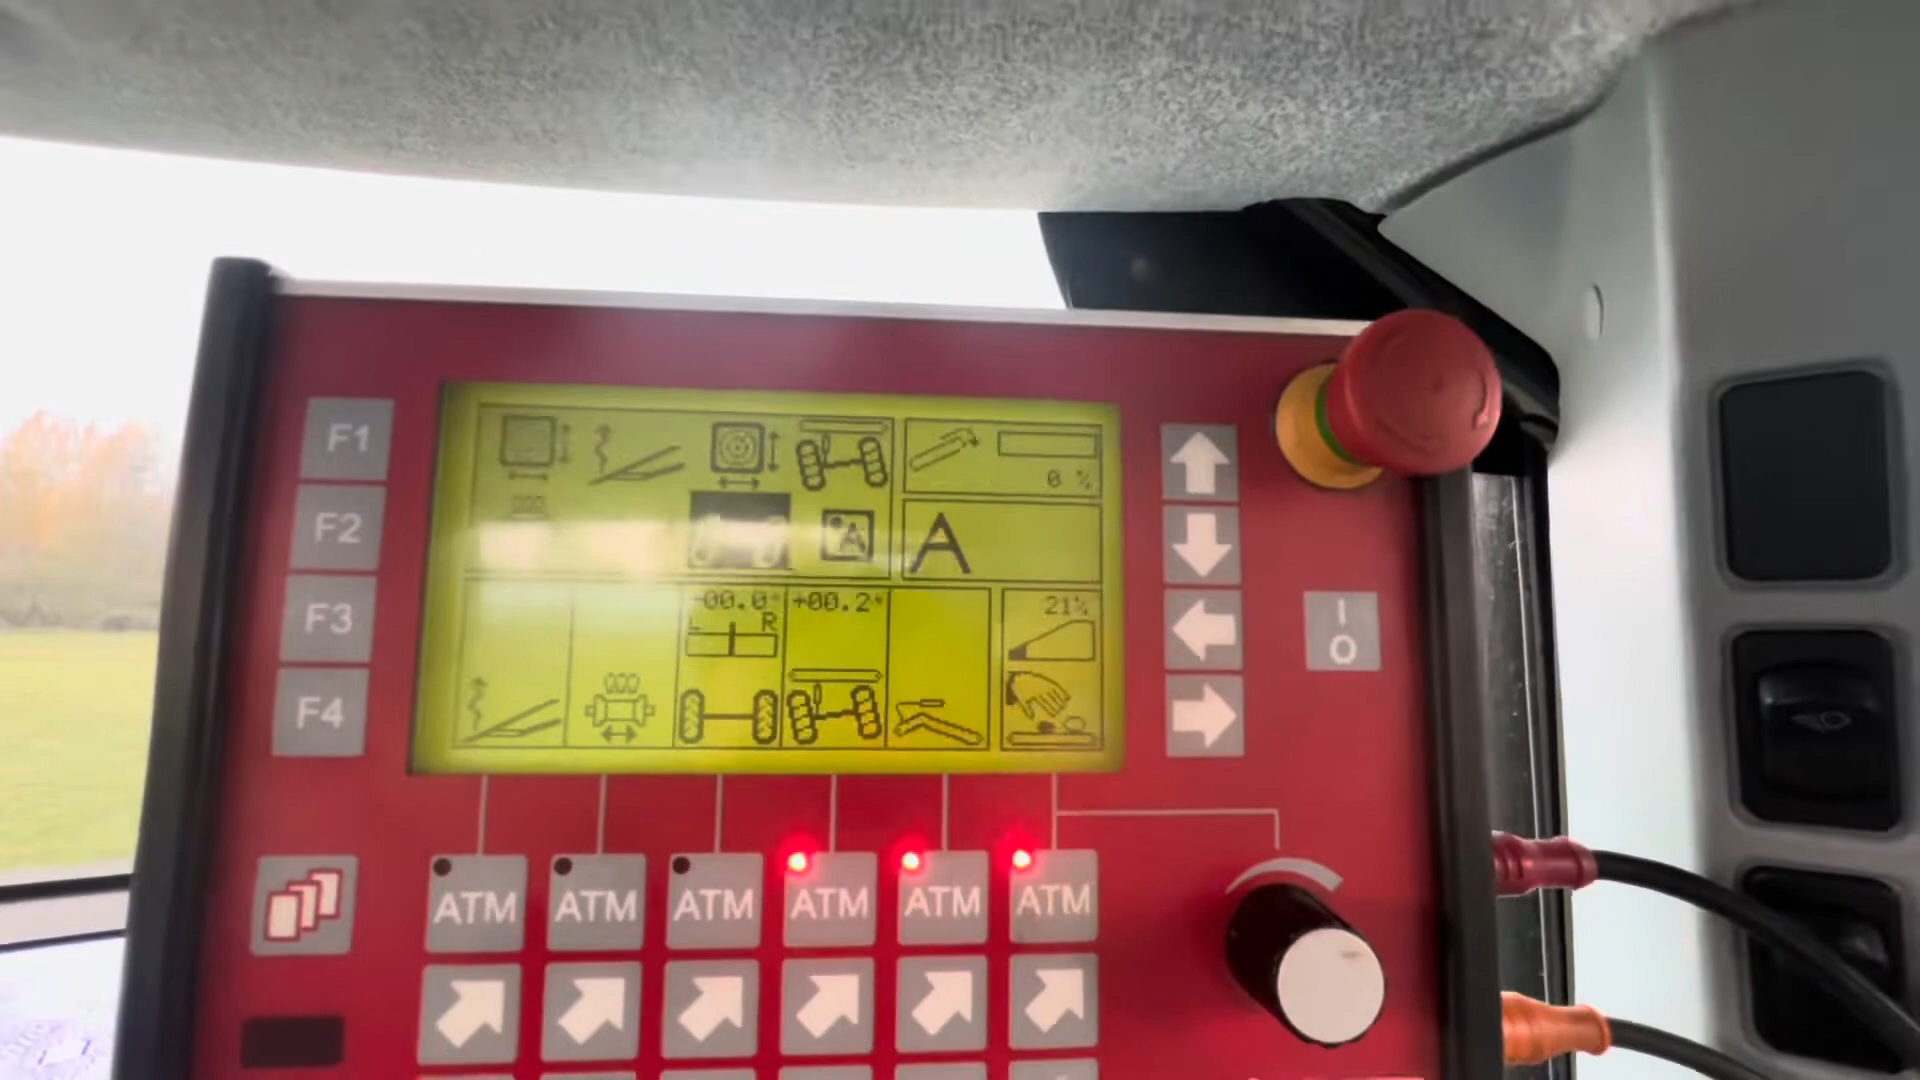 F1
F2
F3
F4
0 %
A
A
-00.0°
+00.2°
L
R
21%
I
O
ATM
ATM
ATM
ATM
ATM
ATM